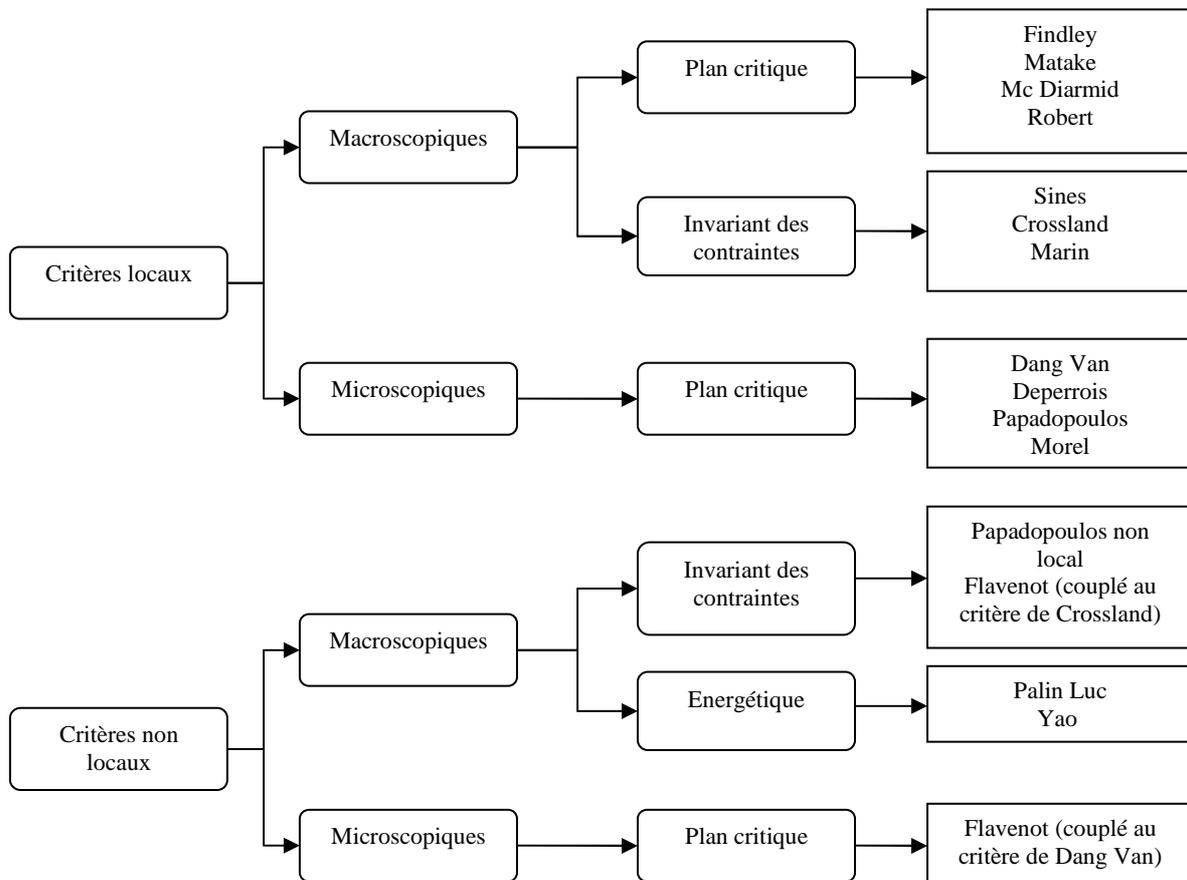 Critères locaux
Macroscopiques
Plan critique
Findley
Matake
Mc Diarmid
Robert
Invariant des
contraintes
Sines
Crossland
Marin
Microscopiques
Plan critique
Dang Van
Deperrois
Papadopoulos
Morel
Critères non
locaux
Macroscopiques
Invariant des
contraintes
Papadopoulos non
local
Flavenot (couplé au
critère de Crossland)
Energétique
Palin Luc
Yao
Microscopiques
Plan critique
Flavenot (couplé au
critère de Dang Van)